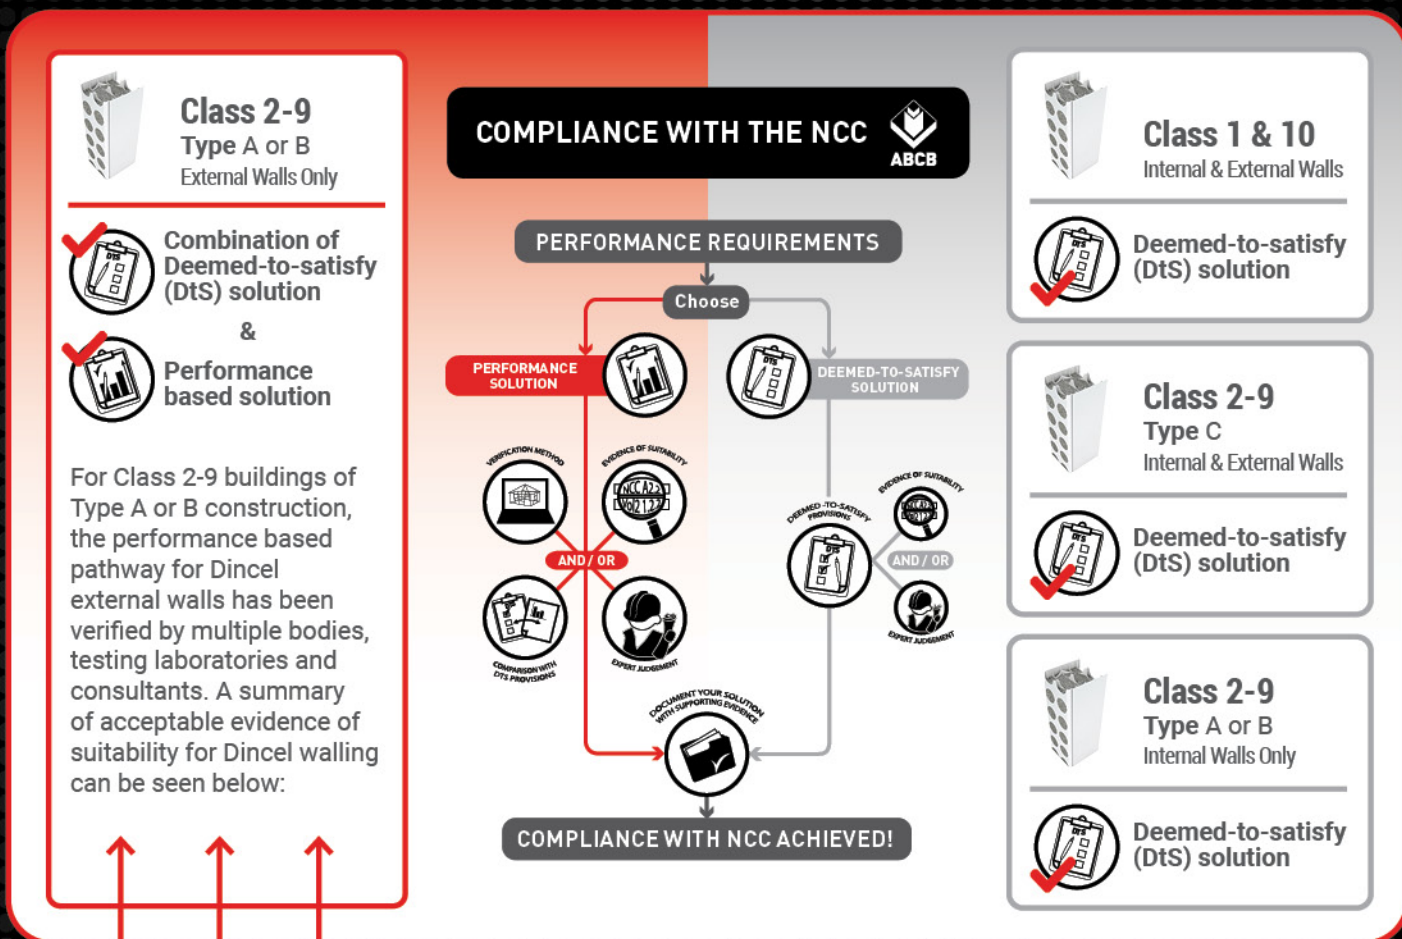 Class 2-9
Type A or B
External Walls Only
DTS
Combination of
Deemed-to-satisfy
(DtS) solution
&
Performance
based solution
For Class 2-9 buildings of
Type A or B construction,
the performance based
pathway for Dincel
external walls has been
verified by multiple bodies,
testing laboratories and
consultants. A summary
of acceptable evidence of
suitability for Dincel walling
can be seen below:
COMPLIANCE WITH THE NCC
ABCB
PERFORMANCE REQUIREMENTS
Choose
PERFORMANCE
SOLUTION
DTS
DEEMED-TO-SATISFY
SOLUTION
VERIFICATION METHOD
EVIDENCE OF SUITABILITY
AND / OR
COMPARISON WITH
DTS PROVISIONS
EXPERT JUDGEMENT
DEEMED -TO-SATISFY
PROVISIONS
DTS
EVIDENCE OF SUITABILITY
AND / OR
EXPERT JUDGEMENT
DOCUMENT YOUR SOLUTION
WITH SUPPORTING EVIDENCE
COMPLIANCE WITH NCC ACHIEVED!
Class 1 & 10
Internal & External Walls
DTS
Deemed-to-satisfy
(DtS) solution
Class 2-9
Type C
Internal & External Walls
DTS
Deemed-to-satisfy
(DtS) solution
Class 2-9
Type A or B
Internal Walls Only
DTS
Deemed-to-satisfy
(DtS) solution